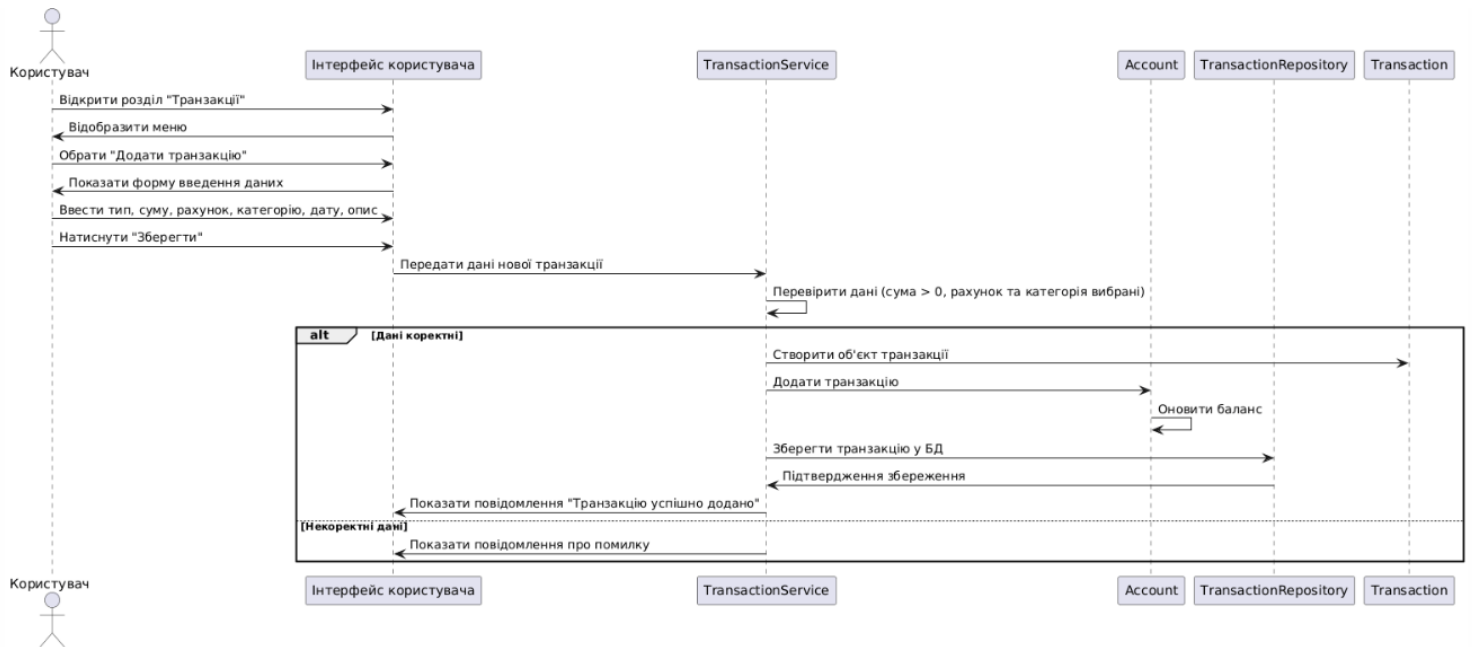 Користувач
Інтерфейс користувача
TransactionService
Account
TransactionRepository
Transaction
Відкрити розділ "Транзакції"
Відобразити меню
Обрати "Додати транзакцію"
Показати форму введення даних
Ввести тип, суму, рахунок, категорію, дату, опис
Натиснути "Зберегти"
Передати дані нової транзакції
Перевірити дані (сума > 0, рахунок та категорія вибрані)
alt [Дані коректні]
Створити об'єкт транзакції
Додати транзакцію
Оновити баланс
Зберегти транзакцію у БД
Підтвердження збереження
Показати повідомлення "Транзакцію успішно додано"
[Некоректні дані]
Показати повідомлення про помилку
Користувач
Інтерфейс користувача
TransactionService
Account
TransactionRepository
Transaction